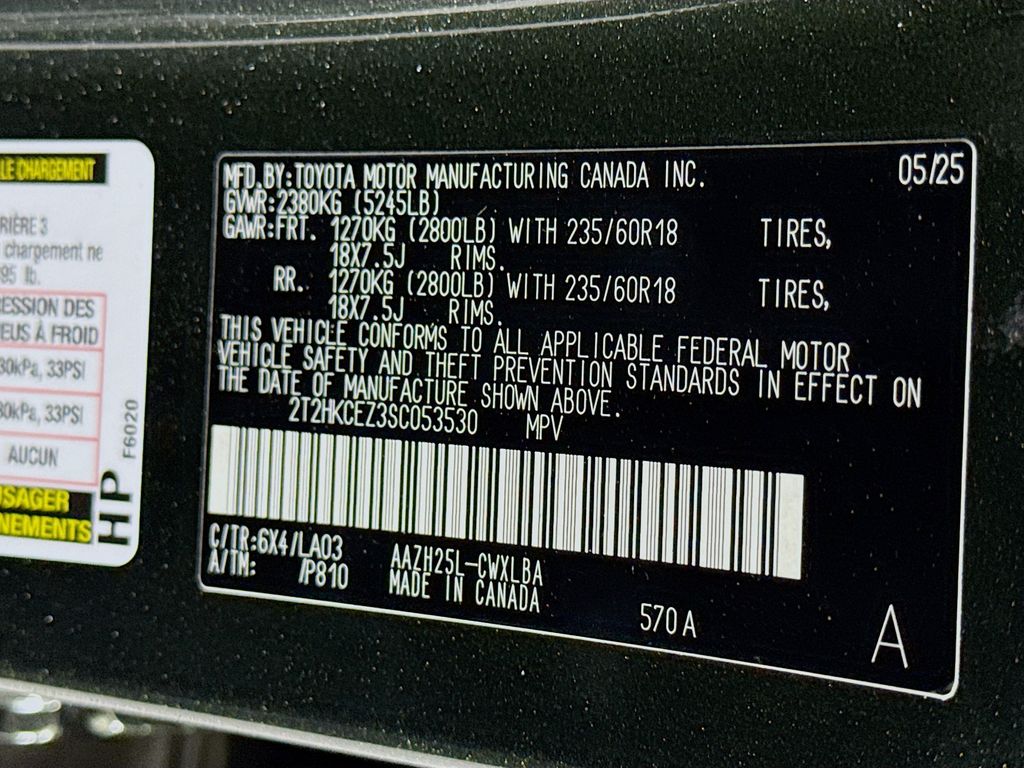 LE CHARGEMENT
RIÈRE 3
chargement ne
lb.
ESSION DES
EUS À FROID
30kPa, 33PSI
30kPa, 33PSI
AUCUN
USAGER
NEMENTS
HP
F6020
MFD.BY:TOYOTA MOTOR MANUFACTURING CANADA INC. 05/25
GVWR:2380KG (5245LB)
GAWR:FRT. 1270KG (2800LB) WITH 235/60R18 TIRES,
18X7.5J RIMS.
RR. 1270KG (2800LB) WITH 235/60R18 TIRES,
18X7.5J RIMS.
THIS VEHICLE CONFORMS TO ALL APPLICABLE FEDERAL MOTOR
VEHICLE SAFETY AND THEFT PREVENTION STANDARDS IN EFFECT ON
THE DATE OF MANUFACTURE SHOWN ABOVE.
2T2HKCEZ3SC053530 MPV
C/TR:6X4/LA03 AAZH25L-CWXLBA
A/TM: /P810 MADE IN CANADA
570A
A